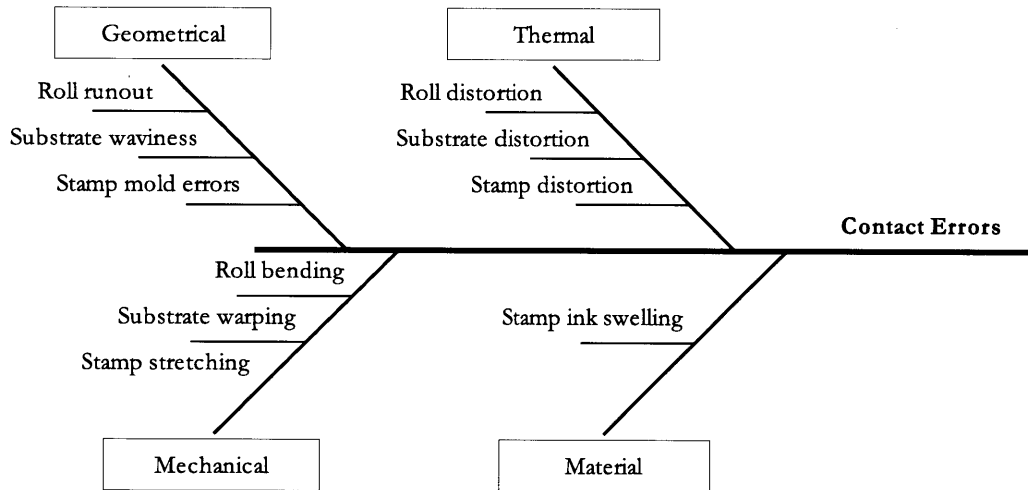 Geometrical
Thermal
Roll runout
Substrate waviness
Stamp mold errors
Roll distortion
Substrate distortion
Stamp distortion
Contact Errors
Roll bending
Substrate warping
Stamp stretching
Stamp ink swelling
Mechanical
Material